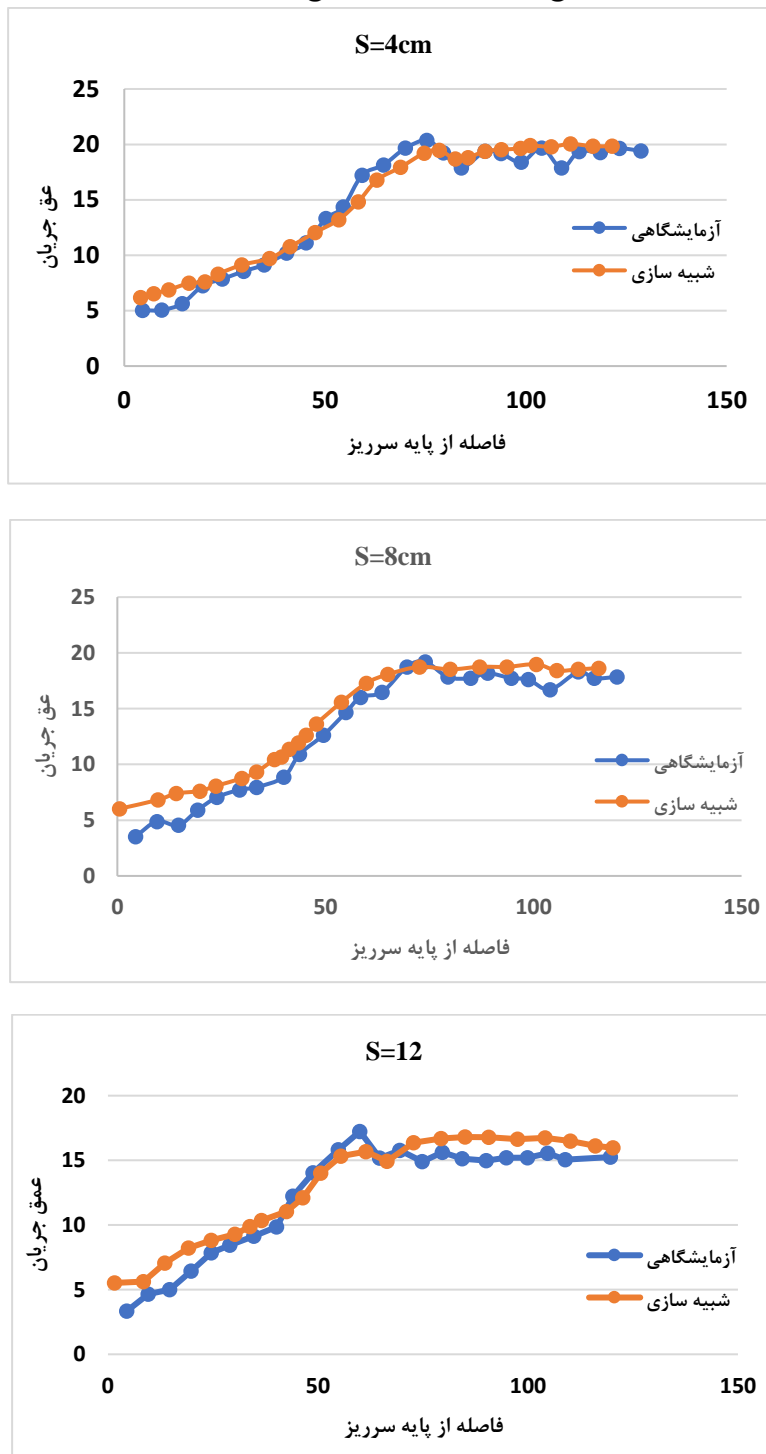 S=4cm
25
20
15
10
5
0
عق جریان
آزمایشگاهی
شبیه سازی
0 50 100 150
فاصله از پایه سرریز
S=8cm
25
20
15
10
5
0
عق جریان
آزمایشگاهی
شبیه سازی
0 50 100 150
فاصله از پایه سرریز
S=12
20
15
10
5
0
عمق جریان
آزمایشگاهی
شبیه سازی
0 50 100 150
فاصله از پایه سرریز